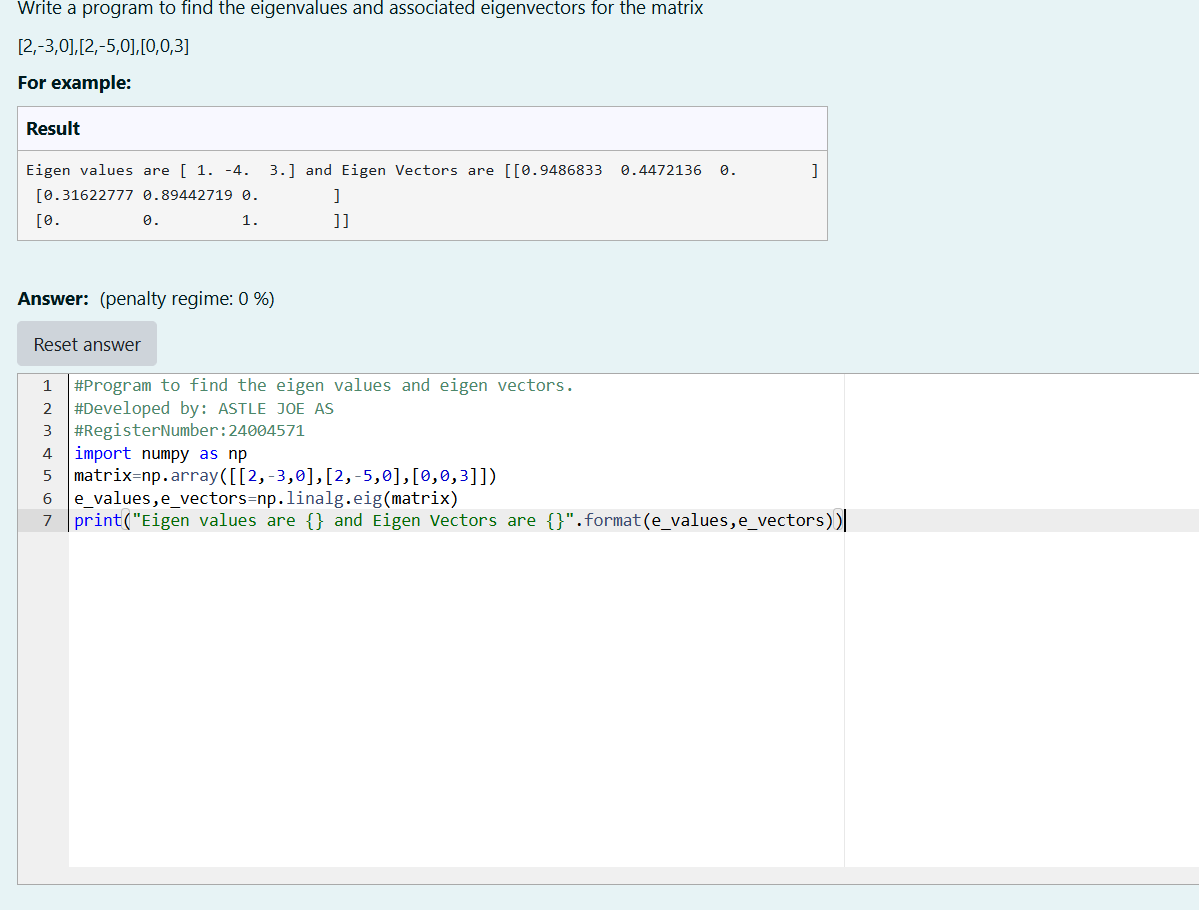 Write a program to find the eigenvalues and associated eigenvectors for the matrix
[2,-3,0],[2,-5,0],[0,0,3]
For example:
Result
Eigen values are [ 1. -4.  3.] and Eigen Vectors are [[0.9486833  0.4472136  0.        ]
 [0.31622777 0.89442719 0.        ]
 [0.         0.         1.        ]]
Answer: (penalty regime: 0 %)
Reset answer
1 #Program to find the eigen values and eigen vectors.
2 #Developed by: ASTLE JOE AS
3 #RegisterNumber:24004571
4 import numpy as np
5 matrix=np.array([[2,-3,0],[2,-5,0],[0,0,3]])
6 e_values,e_vectors=np.linalg.eig(matrix)
7 print("Eigen values are {} and Eigen Vectors are {}".format(e_values,e_vectors))